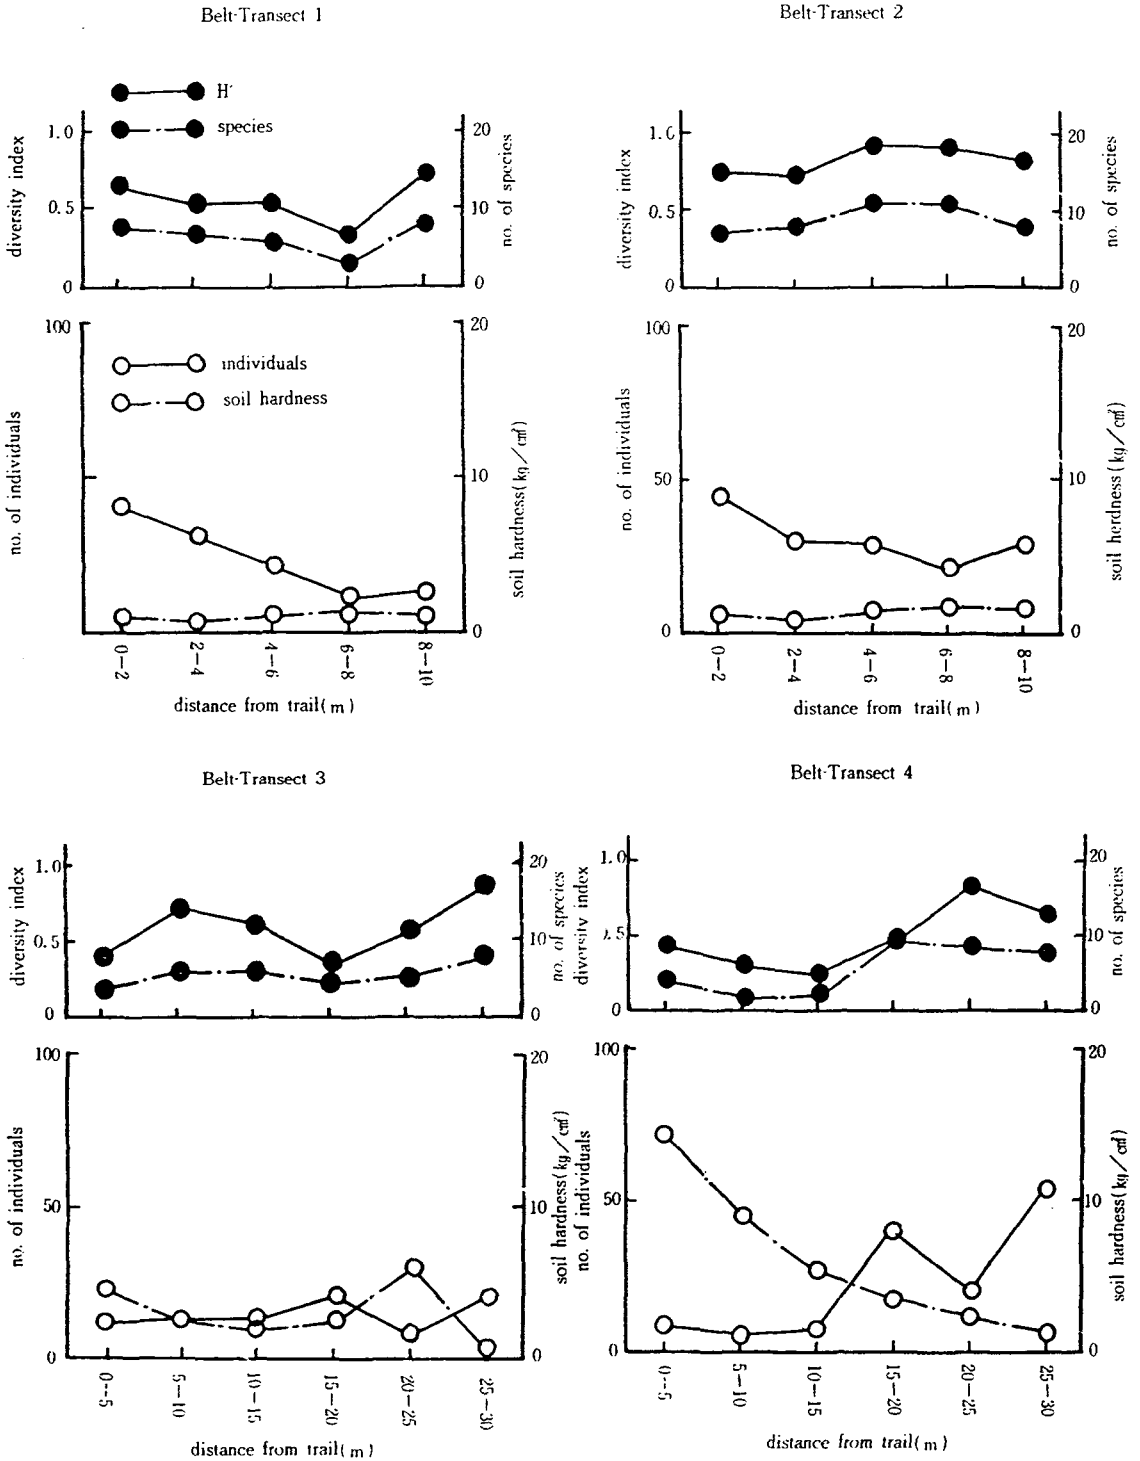 Belt-Transect 1
H'
species
diversity index
1.0
0.5
0
20
10
0
no. of species
100
individuals
soil hardness
no. of individuals
20
10
0
soil hardness(kg/c㎡)
0-2
2-4
4-6
6-8
8-10
distance from trail(m)
Belt-Transect 2
diversity index
0.5
0
20
10
0
no. of species
100
50
0
no. of individuals
20
10
0
soil herdness(kg/c㎡)
0-2
2-4
4-6
6-8
8-10
distance from trail(m)
Belt-Transect 3
diversity index
1.0
0.5
0
20
10
0
no. of species
100
50
0
no. of individuals
20
10
0
soil hardness(kg/c㎡)
0-5
5-10
10-15
15-20
20-25
25-30
distance from trail(m)
Belt-Transect 4
diversity index
1.0
.5
0
20
10
0
no. of species
100
50
0
no. of individuals
20
10
0
soil hardness(kg/c㎡)
0-5
5-10
10-15
15-20
20-25
25-30
distance from trail(m)